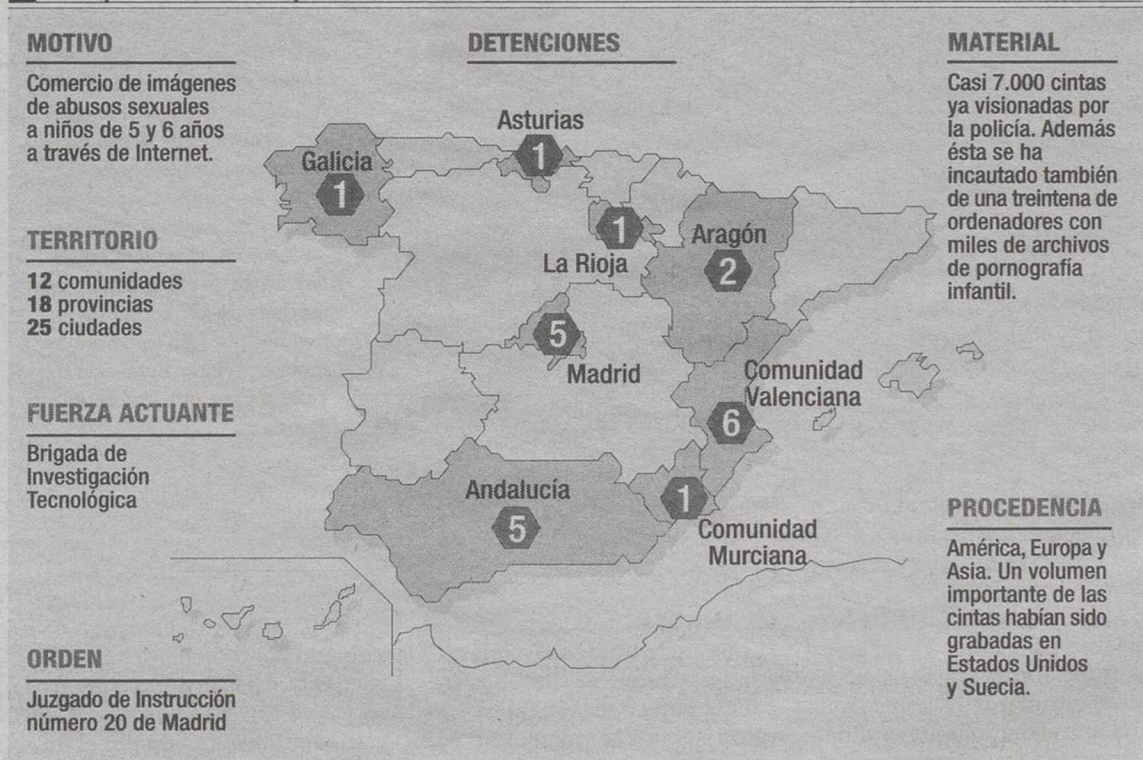 MOTIVO
Comercio de imágenes
de abusos sexuales
a niños de 5 y 6 años
a través de Internet.
TERRITORIO
12 comunidades
18 provincias
25 ciudades
FUERZA ACTUANTE
Brigada de
Investigación
Tecnológica
ORDEN
Juzgado de Instrucción
número 20 de Madrid
DETENCIONES
Asturias
1
Galicia
1
1
La Rioja
Aragón
2
5
Madrid
Comunidad
Valenciana
6
Andalucía
5
1
Comunidad
Murciana
MATERIAL
Casi 7.000 cintas
ya visionadas por
la policía. Además
ésta se ha
incautado también
de una treintena de
ordenadores con
miles de archivos
de pornografía
infantil.
PROCEDENCIA
América, Europa y
Asia. Un volumen
importante de las
cintas habían sido
grabadas en
Estados Unidos
y Suecia.